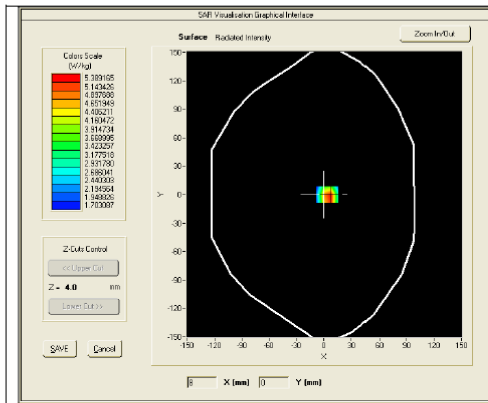 SAR Visualisation Graphical Interface
Surface Radiated Intensity
Zoom In/Out
Colors Scale
(W/kg)
5.389165
5.143426
4.897688
4.651949
4.406211
4.160472
3.914734
3.668995
3.423257
3.177518
2.931780
2.686041
2.440303
2.194564
1.948826
1.703087
Z-Cuts Control
<< Upper Cut
Z = 4.0 mm
Lower Cut >>
SAVE
Cancel
Y
150-
120-
90-
60-
30-
0-
-30-
-60-
-90-
-120-
-150-
-150 -120 -90 -60 -30 0 30 60 90 120 150
X
8 X (mm) 0 Y (mm)